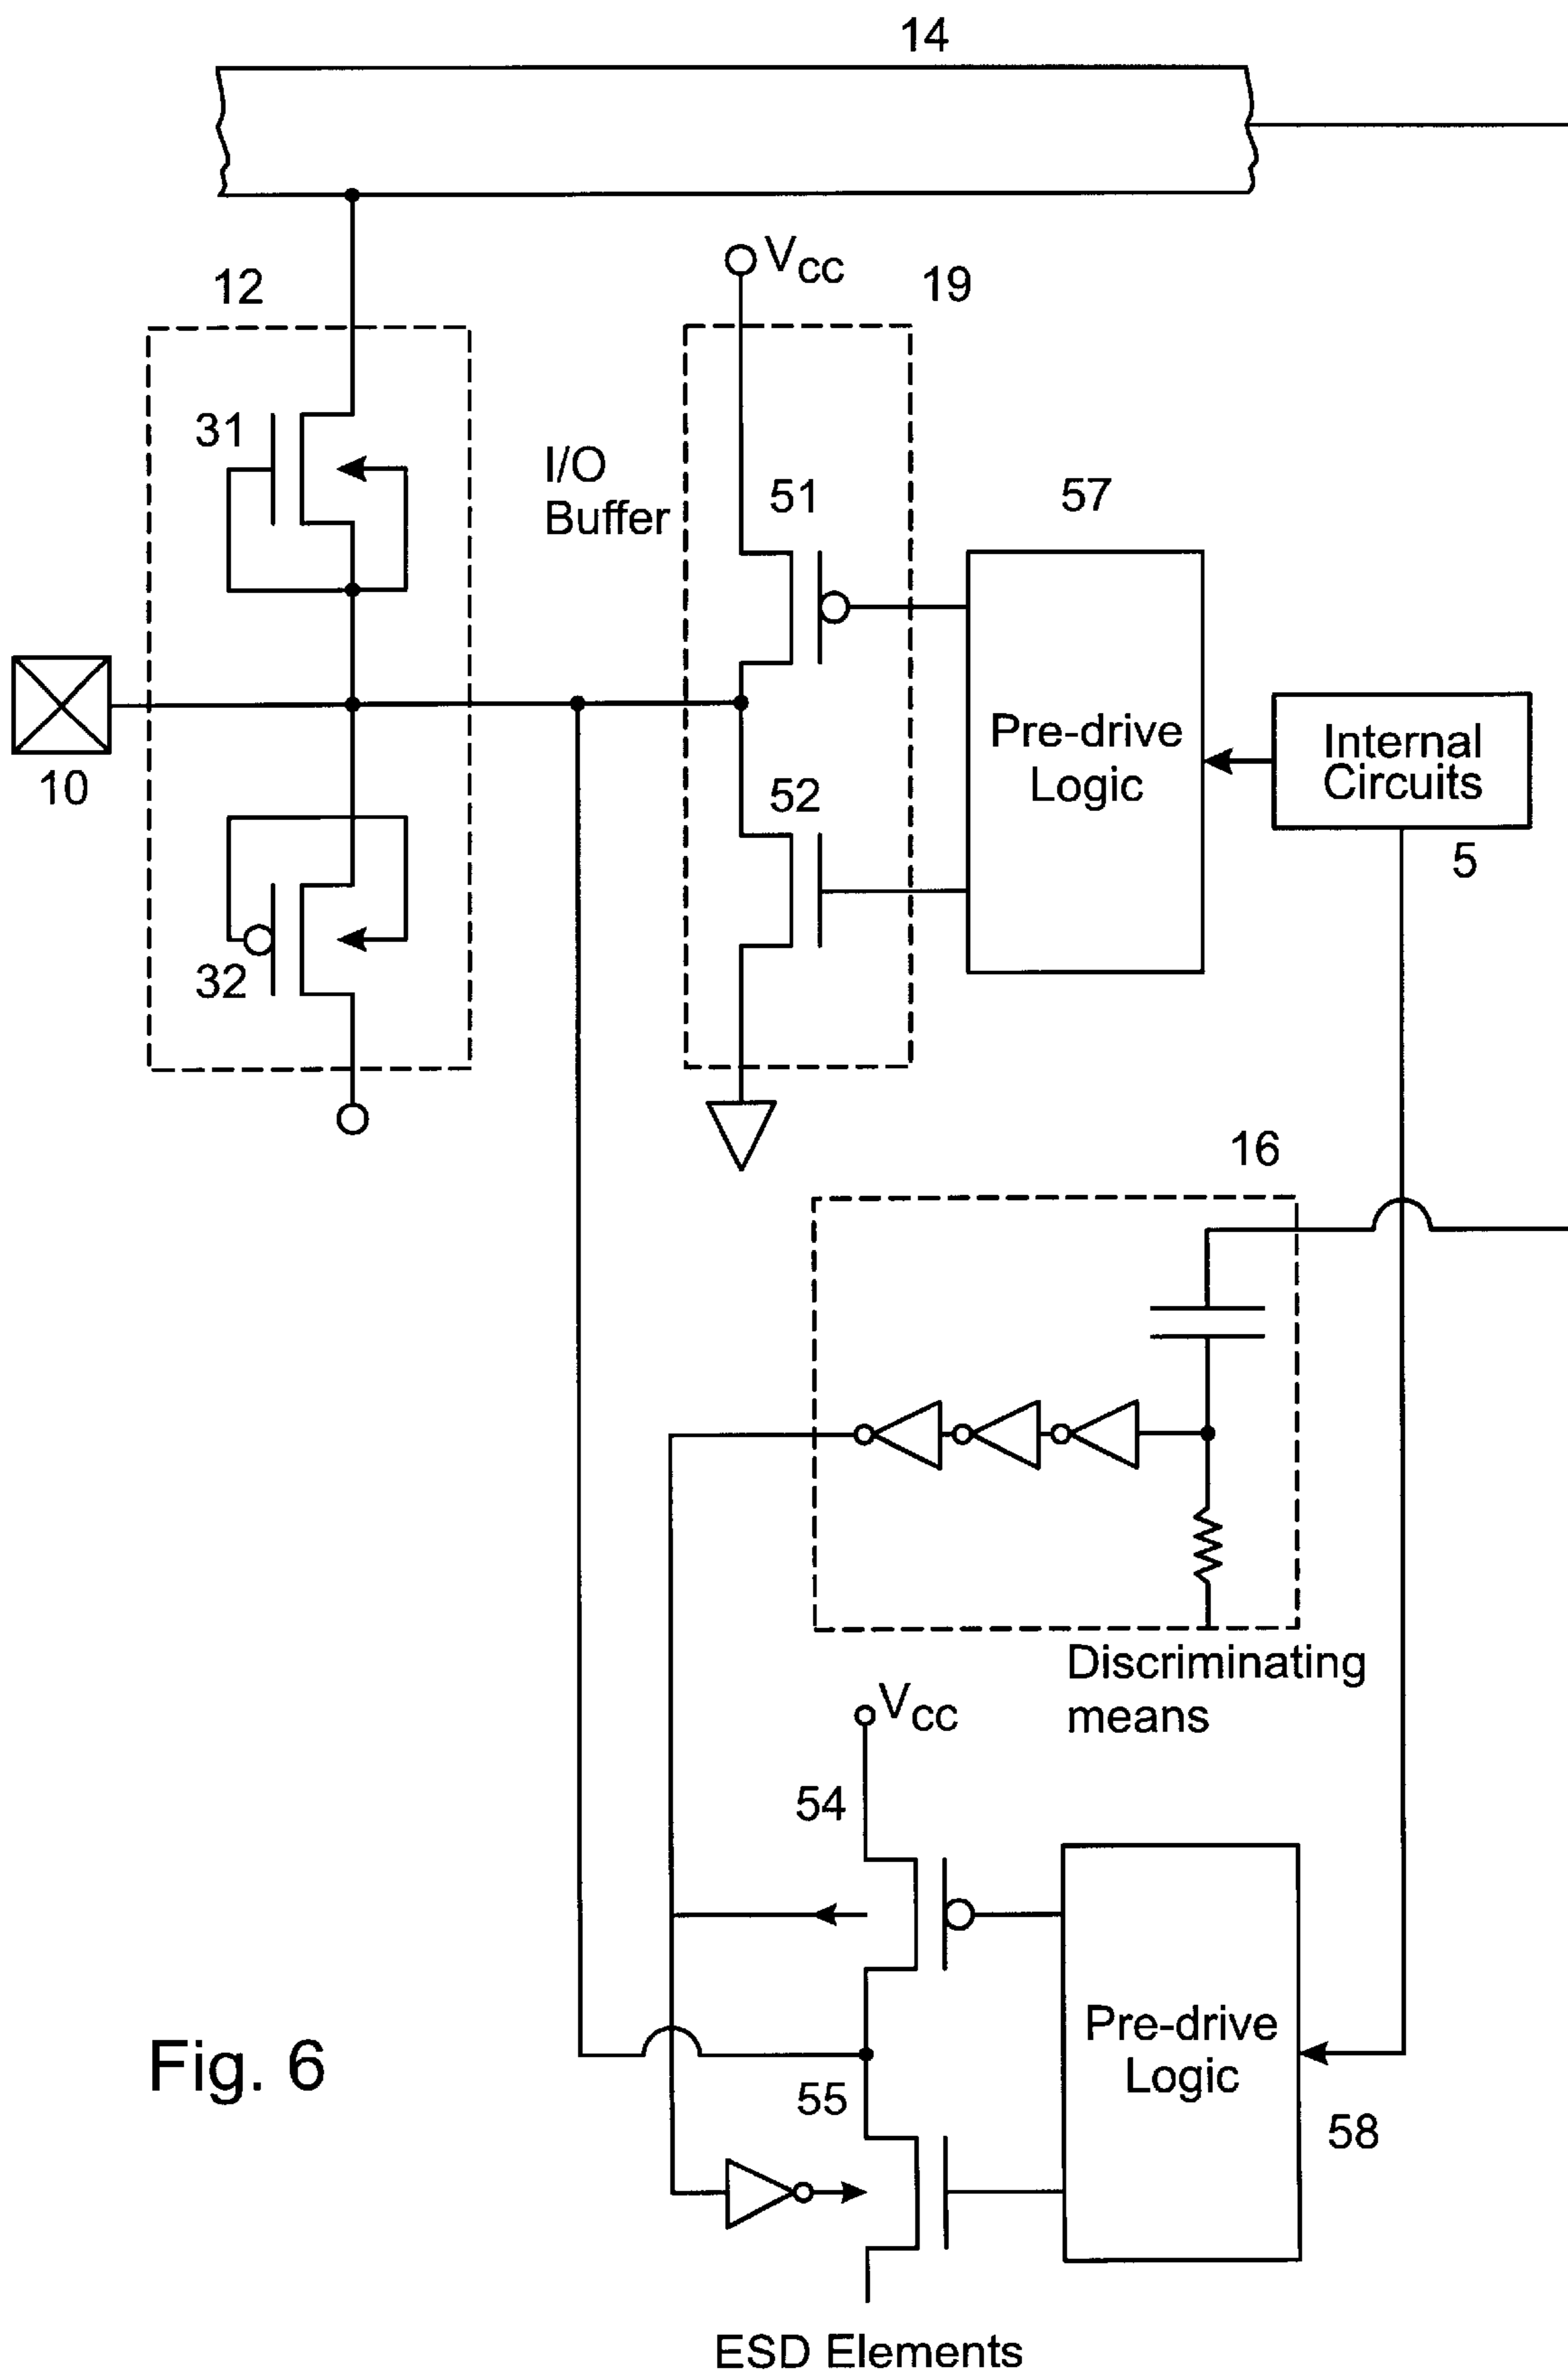 14
VCC
19
12
31
I/O
Buffer
51
57
Pre-drive
Logic
Internal
Circuits
10
52
5
32
16
Discriminating
means
VCC
54
Pre-drive
Logic
Fig. 6
55
58
ESD Elements